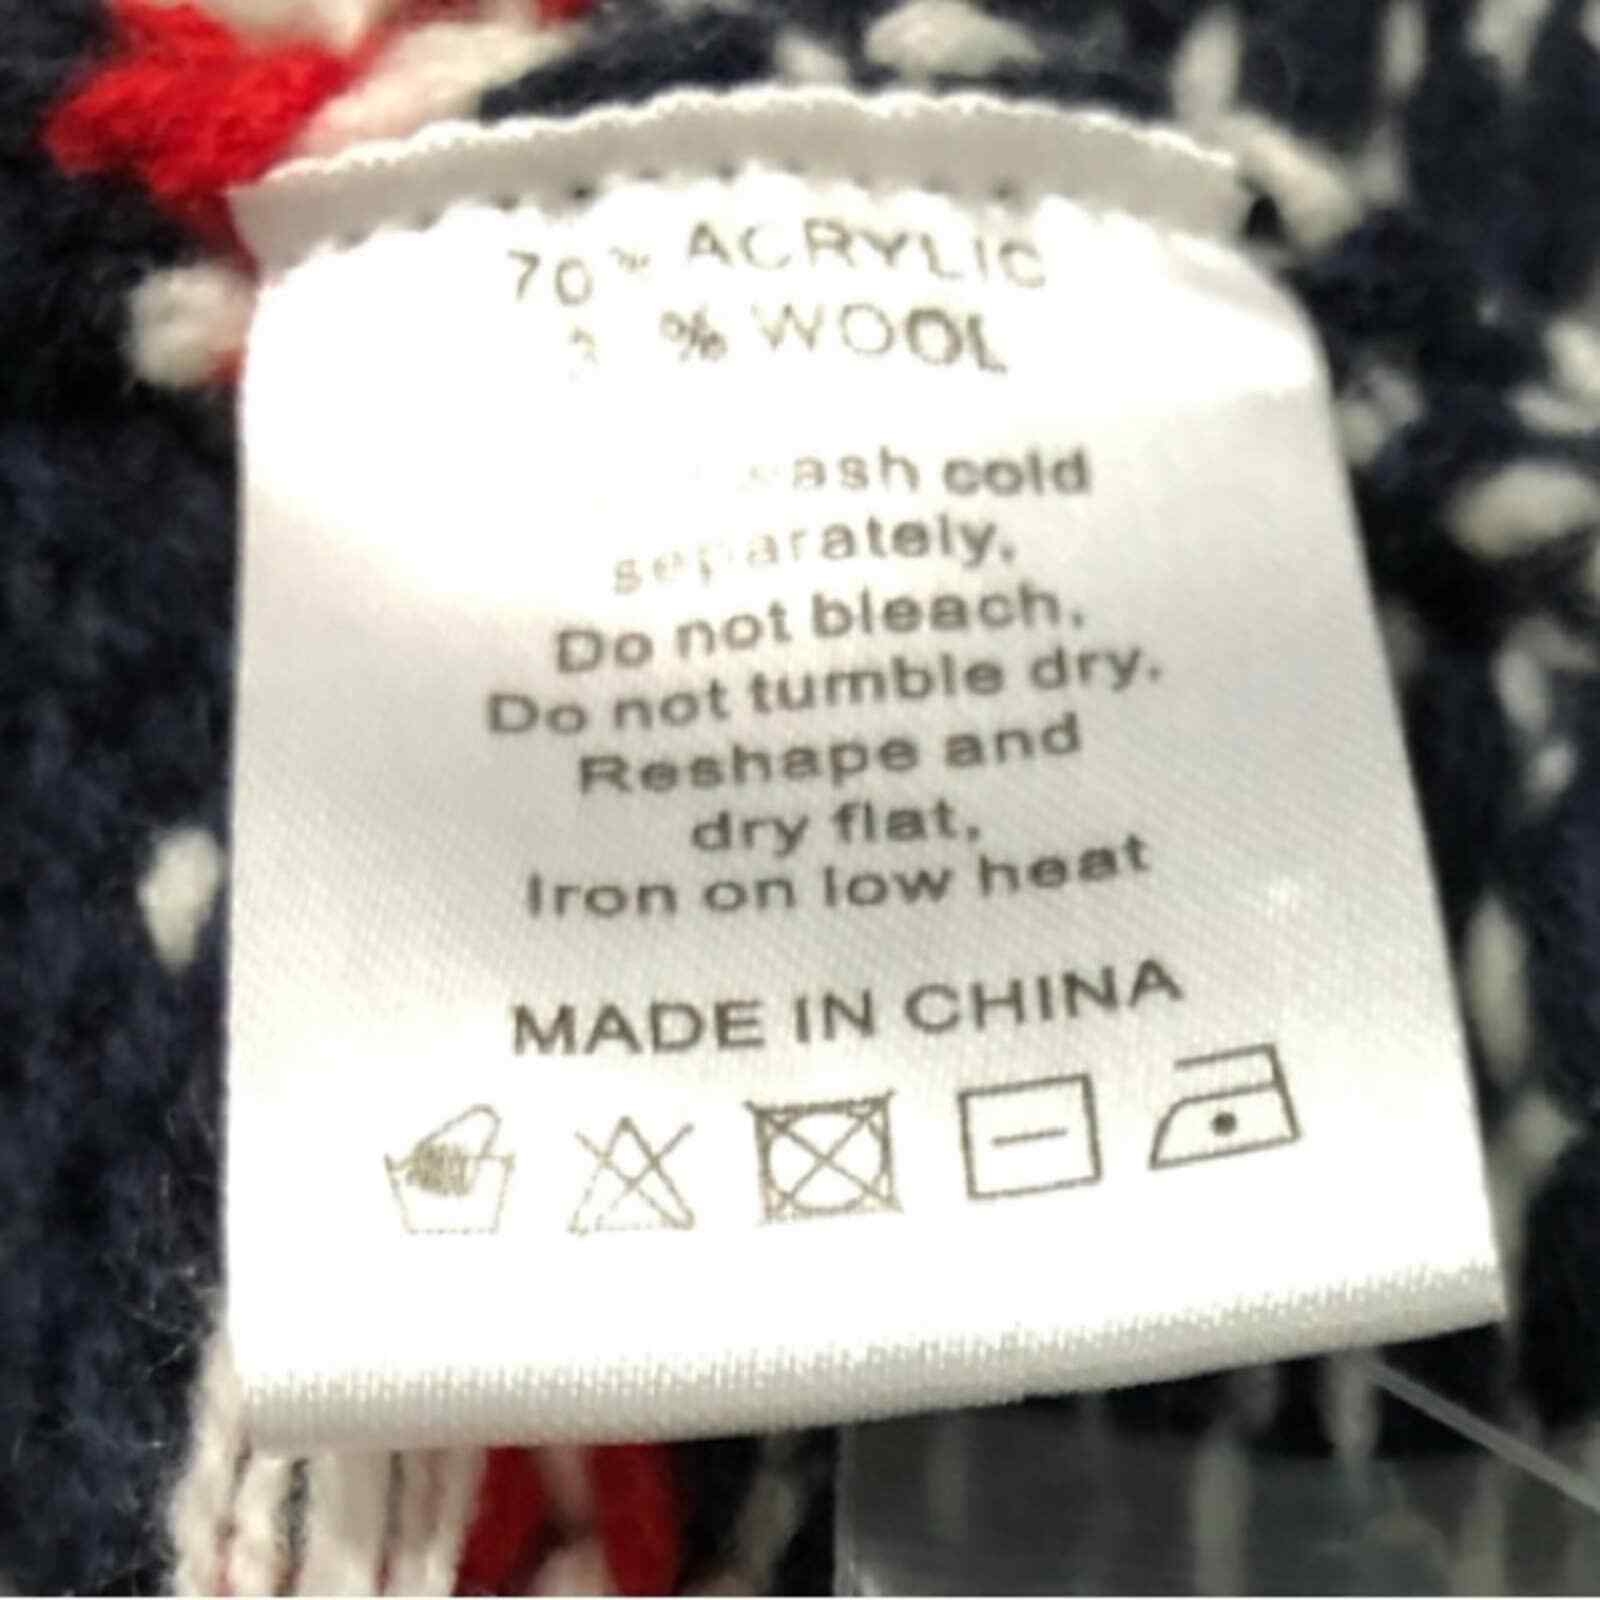 70% ACRYLIC
% WOOL
cold
separately,
Do not bleach,
Do not tumble dry.
Reshape and
dry flat,
Iron on low heat
MADE IN CHINA